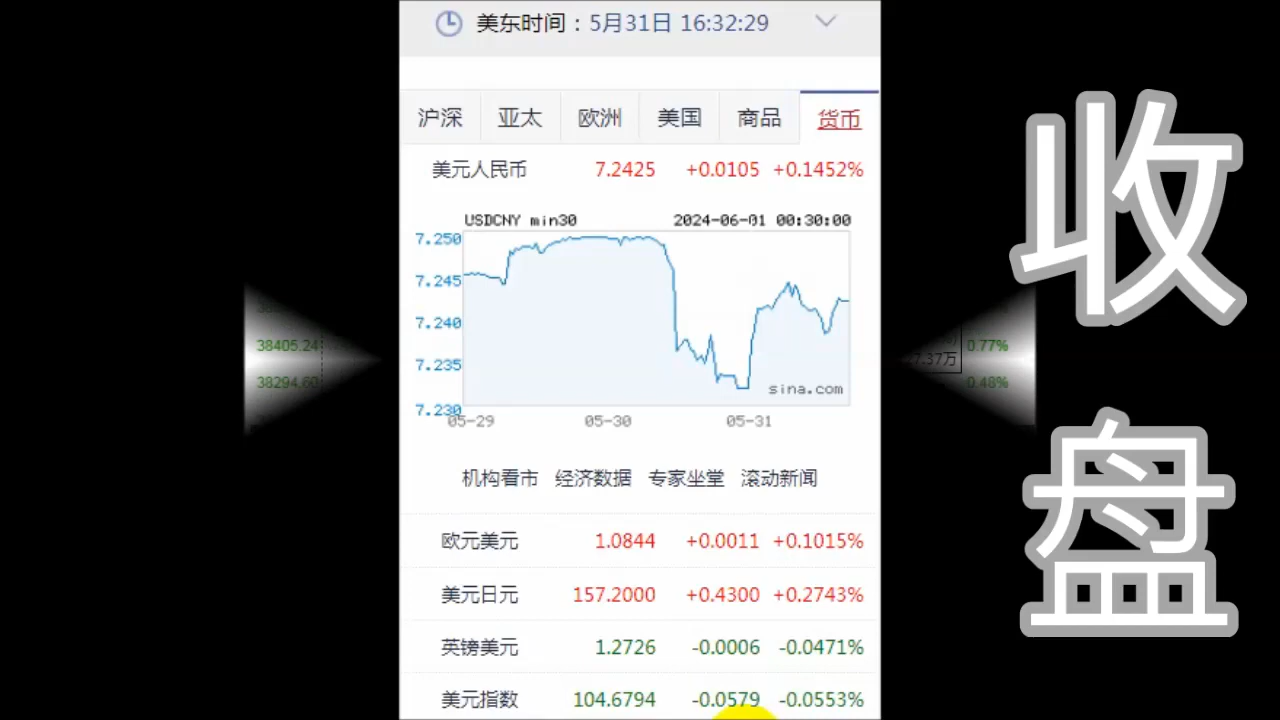 美东时间：5月31日 16:32:29
沪深 亚太 欧洲 美国 商品 货币
美元人民币 7.2425 +0.0105 +0.1452%
USDCNY min30 2024-06-01 00:30:00
7.250
7.245
7.240
7.235
7.230
sina.com
05-29 05-30 05-31
机构看市 经济数据 专家坐堂 滚动新闻
欧元美元 1.0844 +0.0011 +0.1015%
美元日元 157.2000 +0.4300 +0.2743%
英镑美元 1.2726 -0.0006 -0.0471%
美元指数 104.6794 -0.0579 -0.0553%
38405.24
38294.60
7.37万
0.77%
0.48%
收
盘